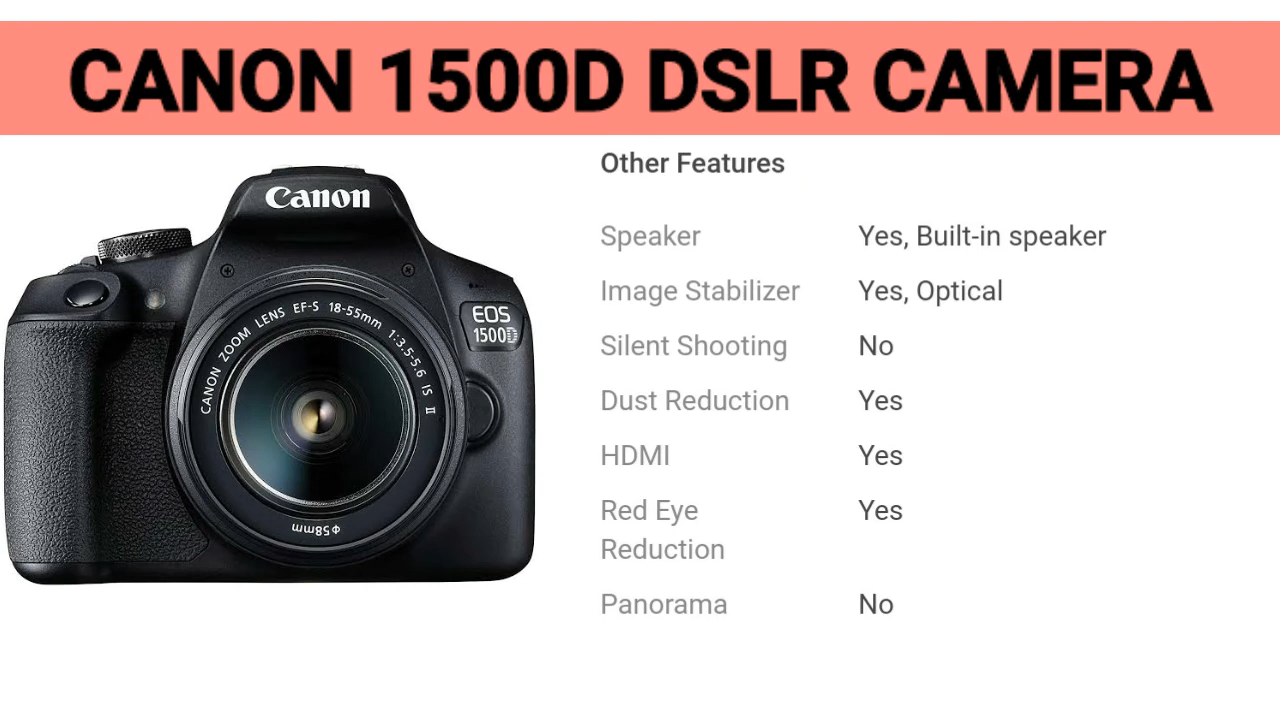 CANON 1500D DSLR CAMERA
Other Features
Canon
Speaker Yes, Built-in speaker
Image Stabilizer Yes, Optical
EOS
1500D
CANON ZOOM LENS EF-S 18-55mm 1:3.5-5.6 IS II
Silent Shooting No
Dust Reduction Yes
HDMI Yes
Red Eye Yes
Reduction
φ58mm
Panorama No